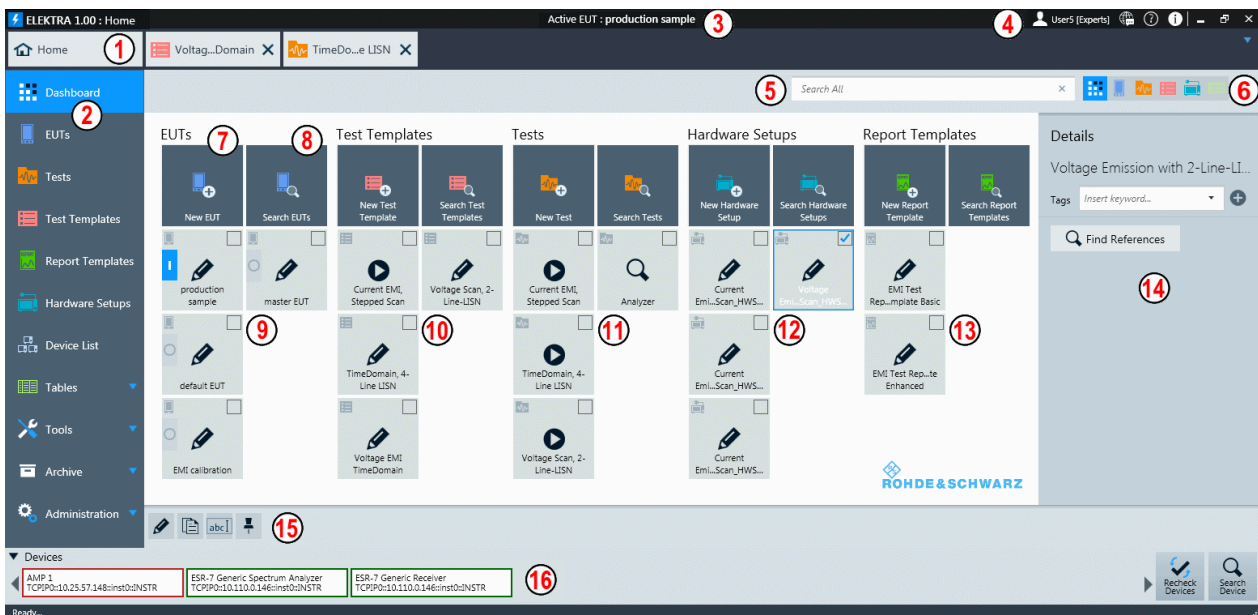 ELEKTRA 1.00 : Home
Active EUT : production sample
3
4
User5 [Experts]
Home
1
Voltag...Domain
TimeDo...e LISN
Dashboard
2
EUTs
Tests
Test Templates
Report Templates
Hardware Setups
Device List
Tables
Tools
Archive
Administration
5
Search All
6
EUTs
7
8
Test Templates
Tests
Hardware Setups
Report Templates
New EUT
Search EUTs
New Test
Template
Search Test
Templates
New Test
Search Tests
New Hardware
Setup
Search Hardware
Setups
New Report
Template
Search Report
Templates
production
sample
master EUT
Current EMI,
Stepped Scan
Voltage Scan, 2-
Line-LISN
Current EMI,
Stepped Scan
Analyzer
Current
Emi...Scan_HWS...
Voltage
Emi...Scan_HWS...
EMI Test
Rep...mplate Basic
default EUT
9
TimeDomain, 4-
Line LISN
10
TimeDomain, 4-
Line LISN
11
Current
Emi...Scan_HWS...
12
EMI Test Rep...te
Enhanced
13
EMI calibration
Voltage EMI
TimeDomain
Voltage Scan, 2-
Line-LISN
Current
Emi...Scan_HWS...
ROHDE&SCHWARZ
Details
Voltage Emission with 2-Line-LI...
Tags
Insert keyword...
Find References
14
abc
15
Devices
AMP 1
TCPIP0::10.25.57.148::inst0::INSTR
ESR-7 Generic Spectrum Analyzer
TCPIP0::10.110.0.146::inst0::INSTR
ESR-7 Generic Receiver
TCPIP0::10.110.0.146::inst0::INSTR
16
Recheck
Devices
Search
Device
Ready...